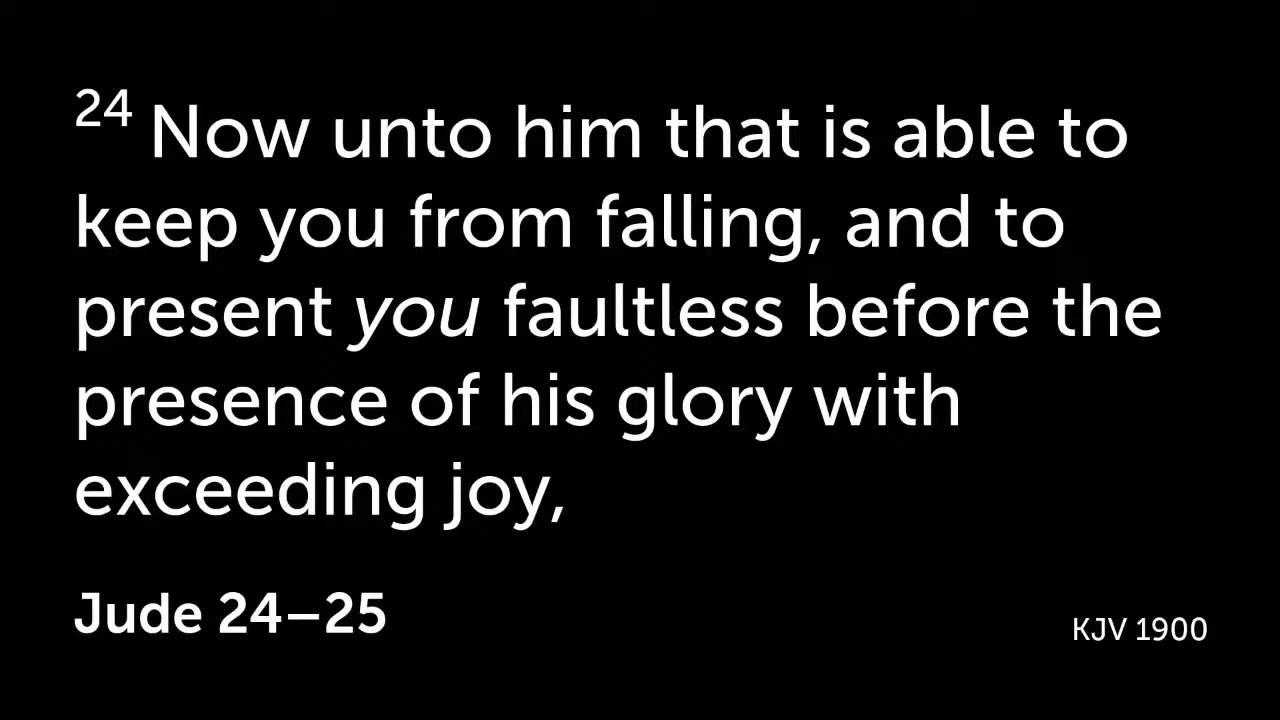 24 Now unto him that is able to
keep you from falling, and to
present you faultless before the
presence of his glory with
exceeding joy,
Jude 24–25
KJV 1900